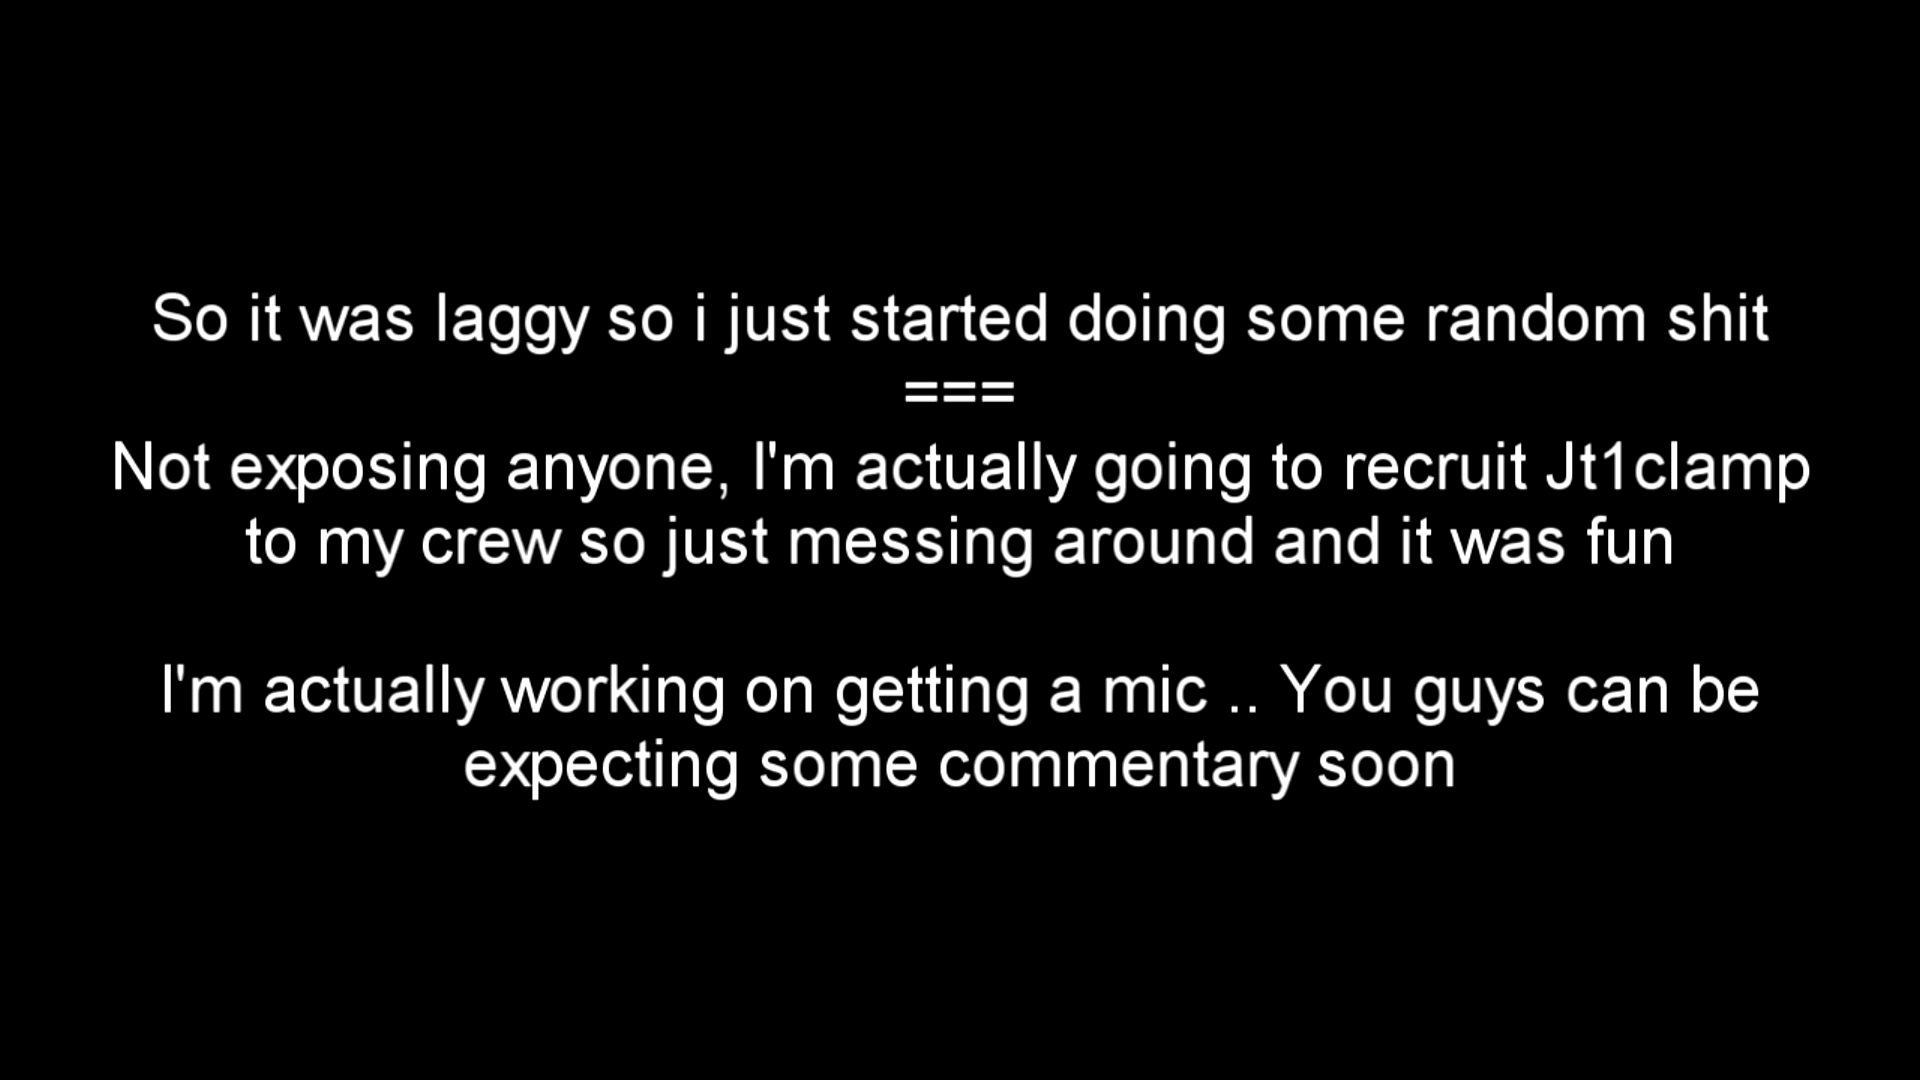 So it was laggy so i just started doing some random shit
===
Not exposing anyone, I'm actually going to recruit Jt1clamp
to my crew so just messing around and it was fun
I'm actually working on getting a mic .. You guys can be
expecting some commentary soon